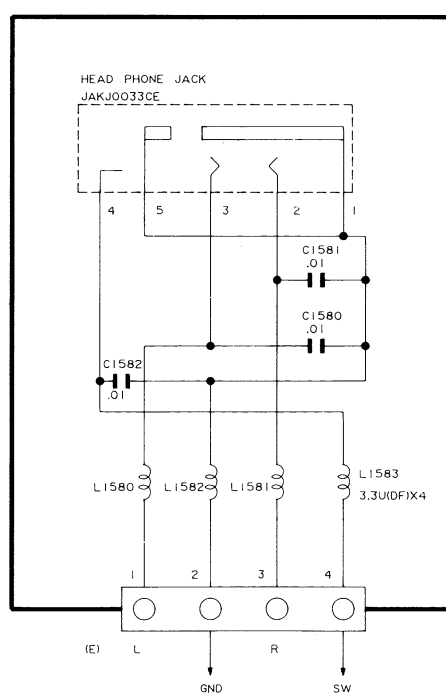 HEAD PHONE JACK
JAKJ0033CE
4 5 3 2 1
C1581
.01
C1580
.01
C1582
.01
L1580 L1582 L1581 L1583
3.3U(DF)X4
1 2 3 4
(E) L R
GND SW